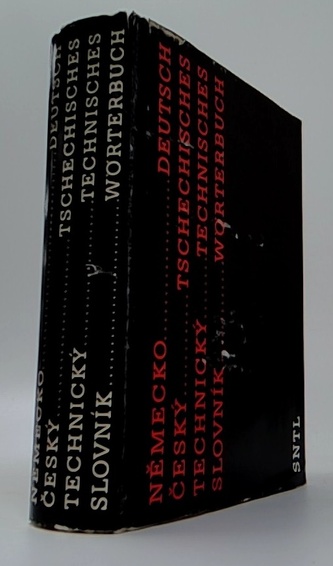 NĚMECKO..........DEUTSCH
ČESKÝ..........TSCHECHISCHES
TECHNICKÝ..........TECHNISCHES
SLOVNÍK..........WÖRTERBUCH
NĚMECKO..........DEUTSCH
ČESKÝ..........TSCHECHISCHES
TECHNICKÝ..........TECHNISCHES
SLOVNÍK..........WÖRTERBUCH
SNTL